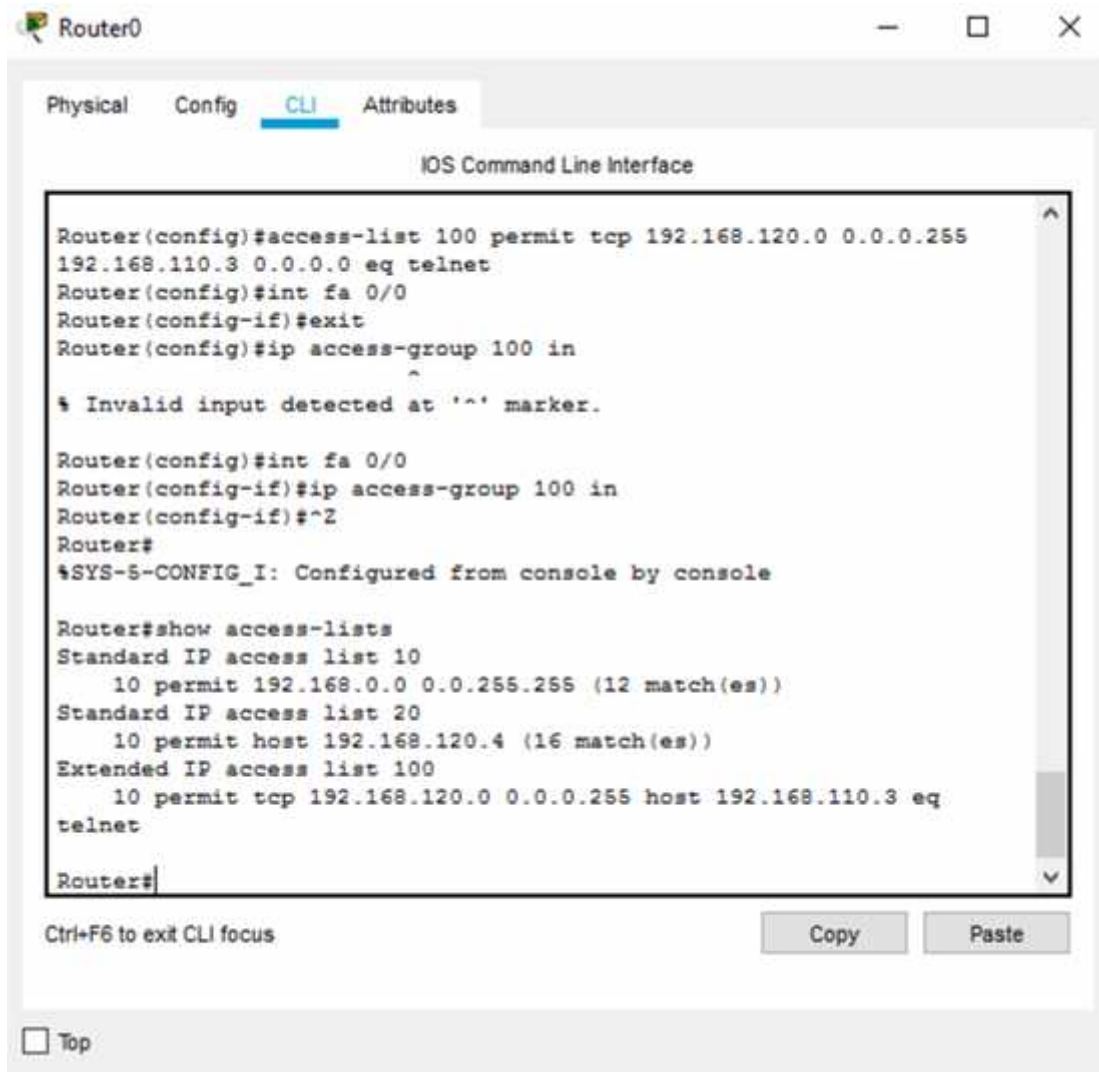 Router0
Physical Config CLI Attributes
IOS Command Line Interface
Router(config)#access-list 100 permit tcp 192.168.120.0 0.0.0.255
192.168.110.3 0.0.0.0 eq telnet
Router(config)#int fa 0/0
Router(config-if)#exit
Router(config)#ip access-group 100 in
^
% Invalid input detected at '^' marker.
Router(config)#int fa 0/0
Router(config-if)#ip access-group 100 in
Router(config-if)#^Z
Router#
%SYS-5-CONFIG_I: Configured from console by console
Router#show access-lists
Standard IP access list 10
10 permit 192.168.0.0 0.0.255.255 (12 match(es))
Standard IP access list 20
10 permit host 192.168.120.4 (16 match(es))
Extended IP access list 100
10 permit tcp 192.168.120.0 0.0.0.255 host 192.168.110.3 eq
telnet
Router#
Ctrl+F6 to exit CLI focus
Copy Paste
Top